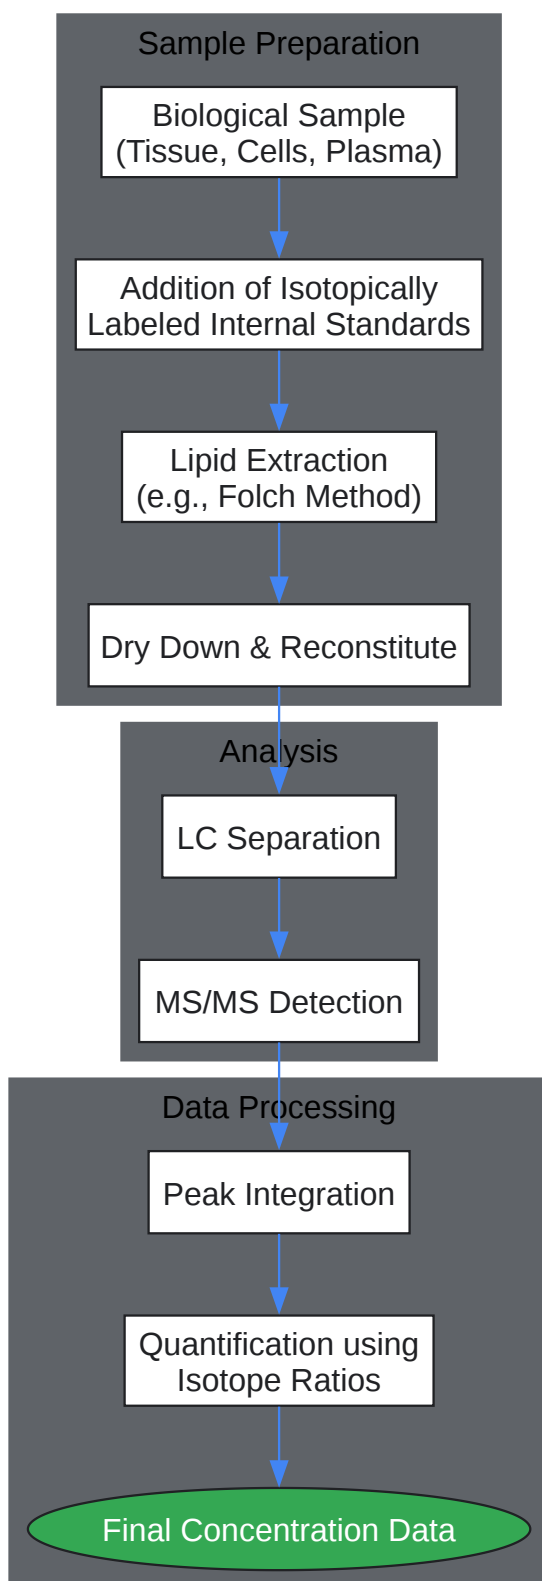 Sample Preparation
Biological Sample
(Tissue, Cells, Plasma)
Addition of Isotopically
Labeled Internal Standards
Lipid Extraction
(e.g., Folch Method)
Dry Down & Reconstitute
Analysis
LC Separation
MS/MS Detection
Data Processing
Peak Integration
Quantification using
Isotope Ratios
Final Concentration Data